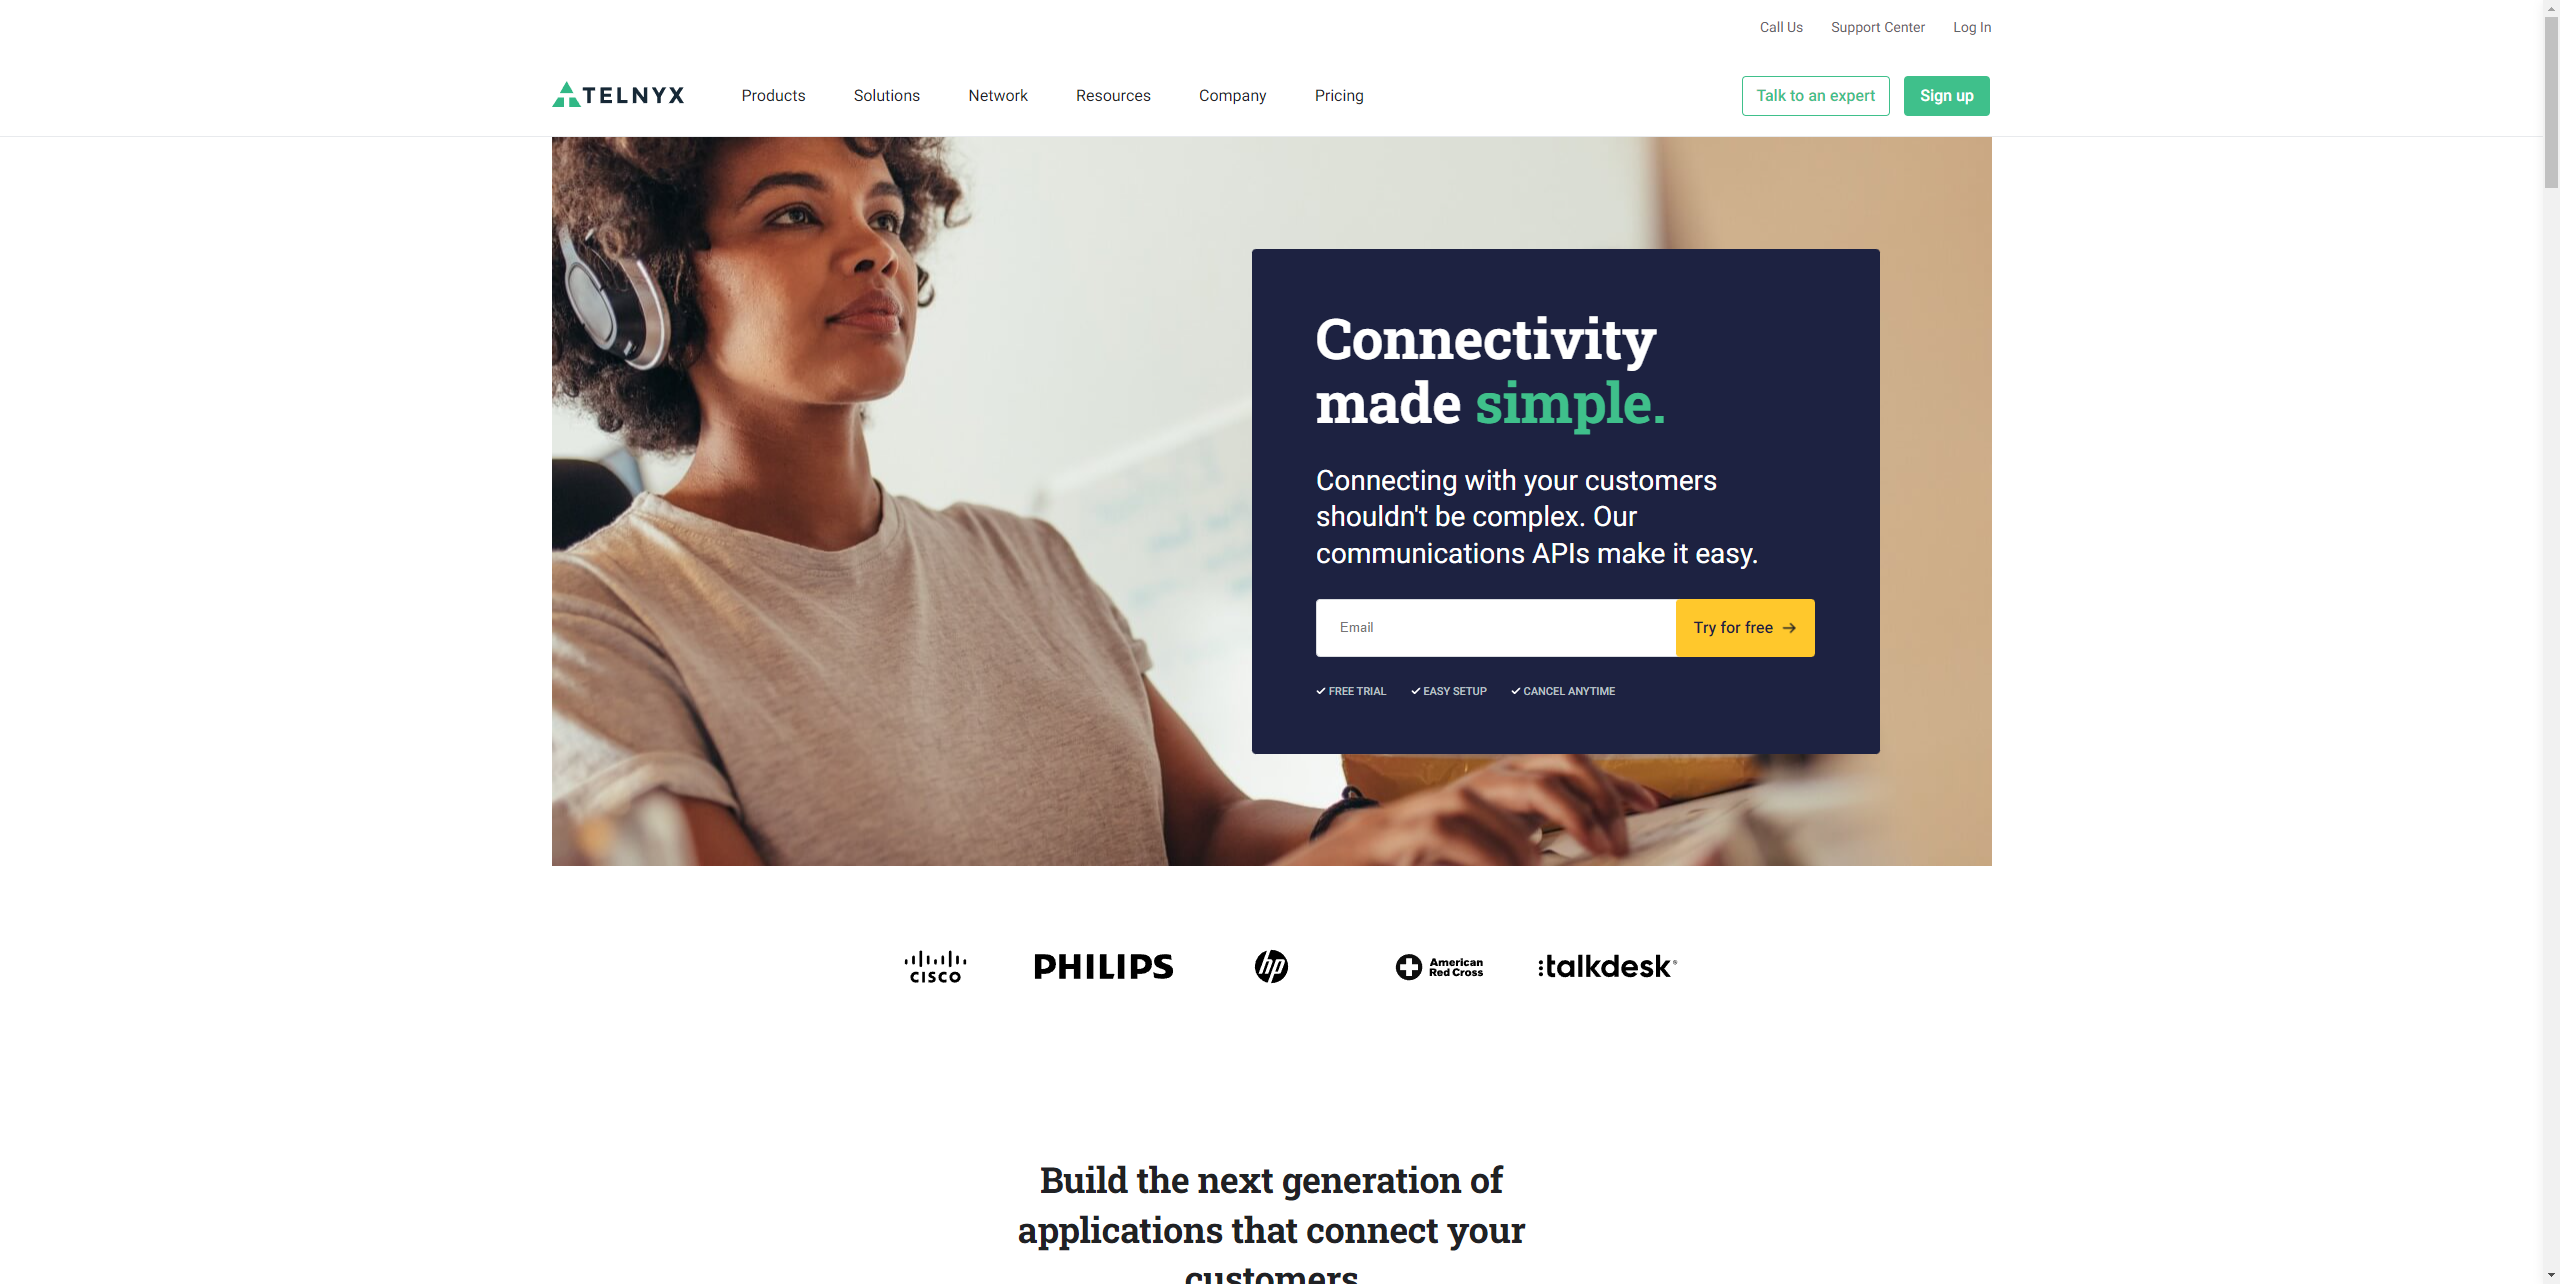 Call Us Support Center Log In
TELNYX Products Solutions Network Resources Company Pricing Talk to an expert Sign up
Connectivity
made simple.
Connecting with your customers
shouldn't be complex. Our
communications APIs make it easy.
Email Try for free →
✓ FREE TRIAL ✓ EASY SETUP ✓ CANCEL ANYTIME
CISCO PHILIPS hp American Red Cross :talkdesk®
Build the next generation of
applications that connect your
customers